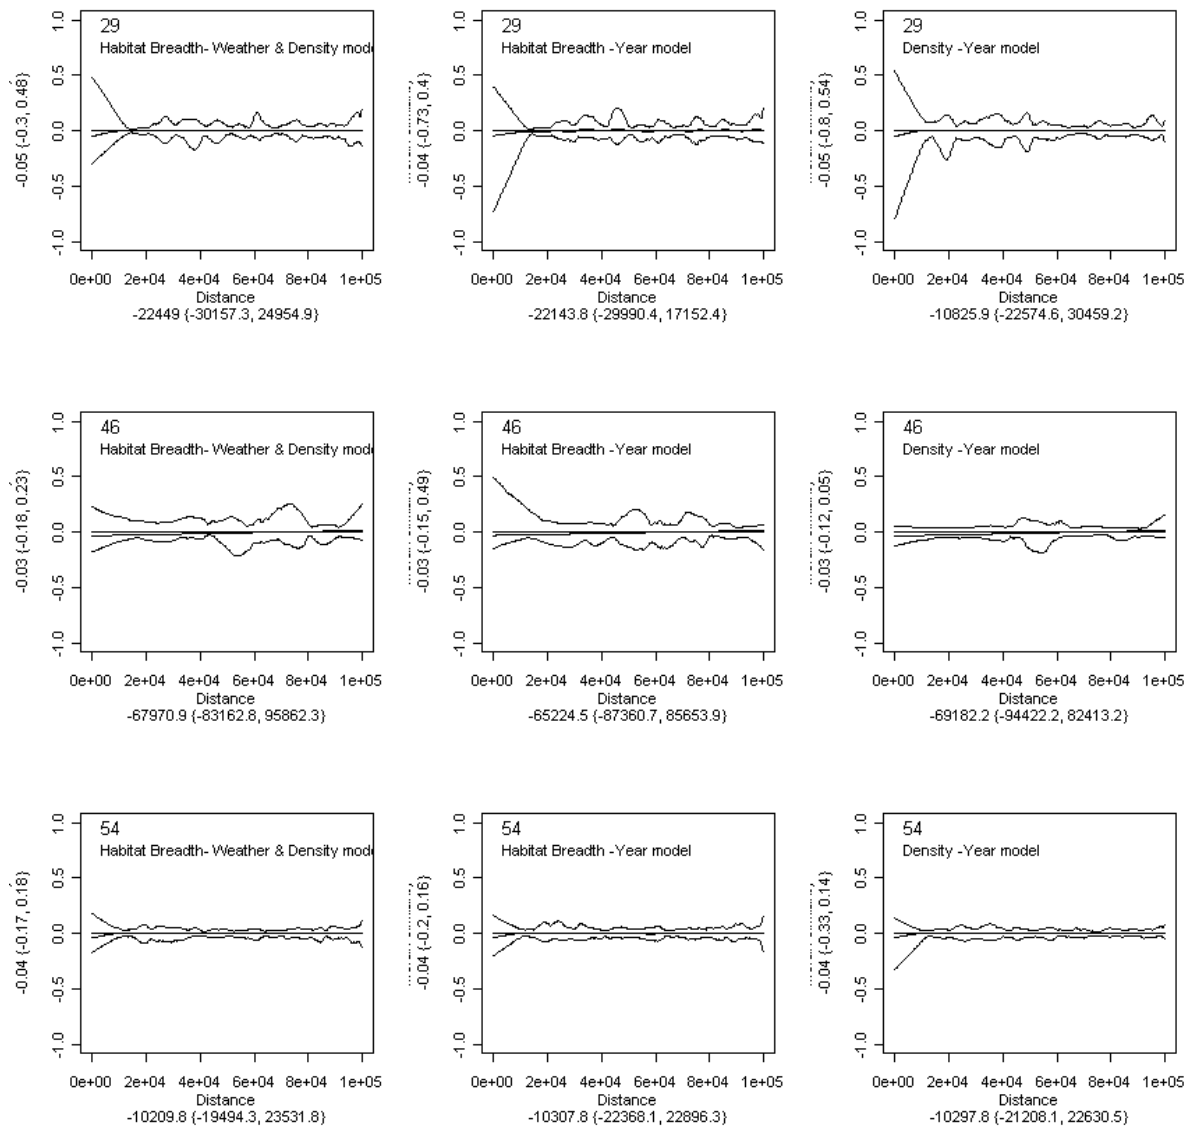 29
Habitat Breadth- Weather & Density
-0.05 {-0.3, 0.48}
1.0
0.5
0.0
-0.5
-1.0
0e+00 2e+04 4e+04 6e+04 8e+04 1e+05
Distance
-22449 {-30157.3, 24954.9}
29
Habitat Breadth -Year model
-0.04 {-0.73, 0.4}
1.0
0.5
0.0
-0.5
-1.0
0e+00 2e+04 4e+04 6e+04 8e+04 1e+05
Distance
-22143.8 {-29990.4, 17152.4}
29
Density -Year model
-0.05 {-0.8, 0.54}
1.0
0.5
0.0
-0.5
-1.0
0e+00 2e+04 4e+04 6e+04 8e+04 1e+05
Distance
-10825.9 {-22574.6, 30459.2}
46
Habitat Breadth- Weather & Density
-0.03 {-0.18, 0.23}
1.0
0.5
0.0
-0.5
-1.0
0e+00 2e+04 4e+04 6e+04 8e+04 1e+05
Distance
-67970.9 {-83162.8, 95862.3}
46
Habitat Breadth -Year model
-0.03 {-0.15, 0.49}
1.0
0.5
0.0
-0.5
-1.0
0e+00 2e+04 4e+04 6e+04 8e+04 1e+05
Distance
-65224.5 {-87360.7, 85653.9}
46
Density -Year model
-0.03 {-0.12, 0.05}
1.0
0.5
0.0
-0.5
-1.0
0e+00 2e+04 4e+04 6e+04 8e+04 1e+05
Distance
-69182.2 {-94422.2, 82413.2}
54
Habitat Breadth- Weather & Density
-0.04 {-0.17, 0.18}
1.0
0.5
0.0
-0.5
-1.0
0e+00 2e+04 4e+04 6e+04 8e+04 1e+05
Distance
-10209.8 {-19494.3, 23531.8}
54
Habitat Breadth -Year model
-0.04 {-0.2, 0.16}
1.0
0.5
0.0
-0.5
-1.0
0e+00 2e+04 4e+04 6e+04 8e+04 1e+05
Distance
-10307.8 {-22368.1, 22896.3}
54
Density -Year model
-0.04 {-0.33, 0.14}
1.0
0.5
0.0
-0.5
-1.0
0e+00 2e+04 4e+04 6e+04 8e+04 1e+05
Distance
-10297.8 {-21208.1, 22630.5}